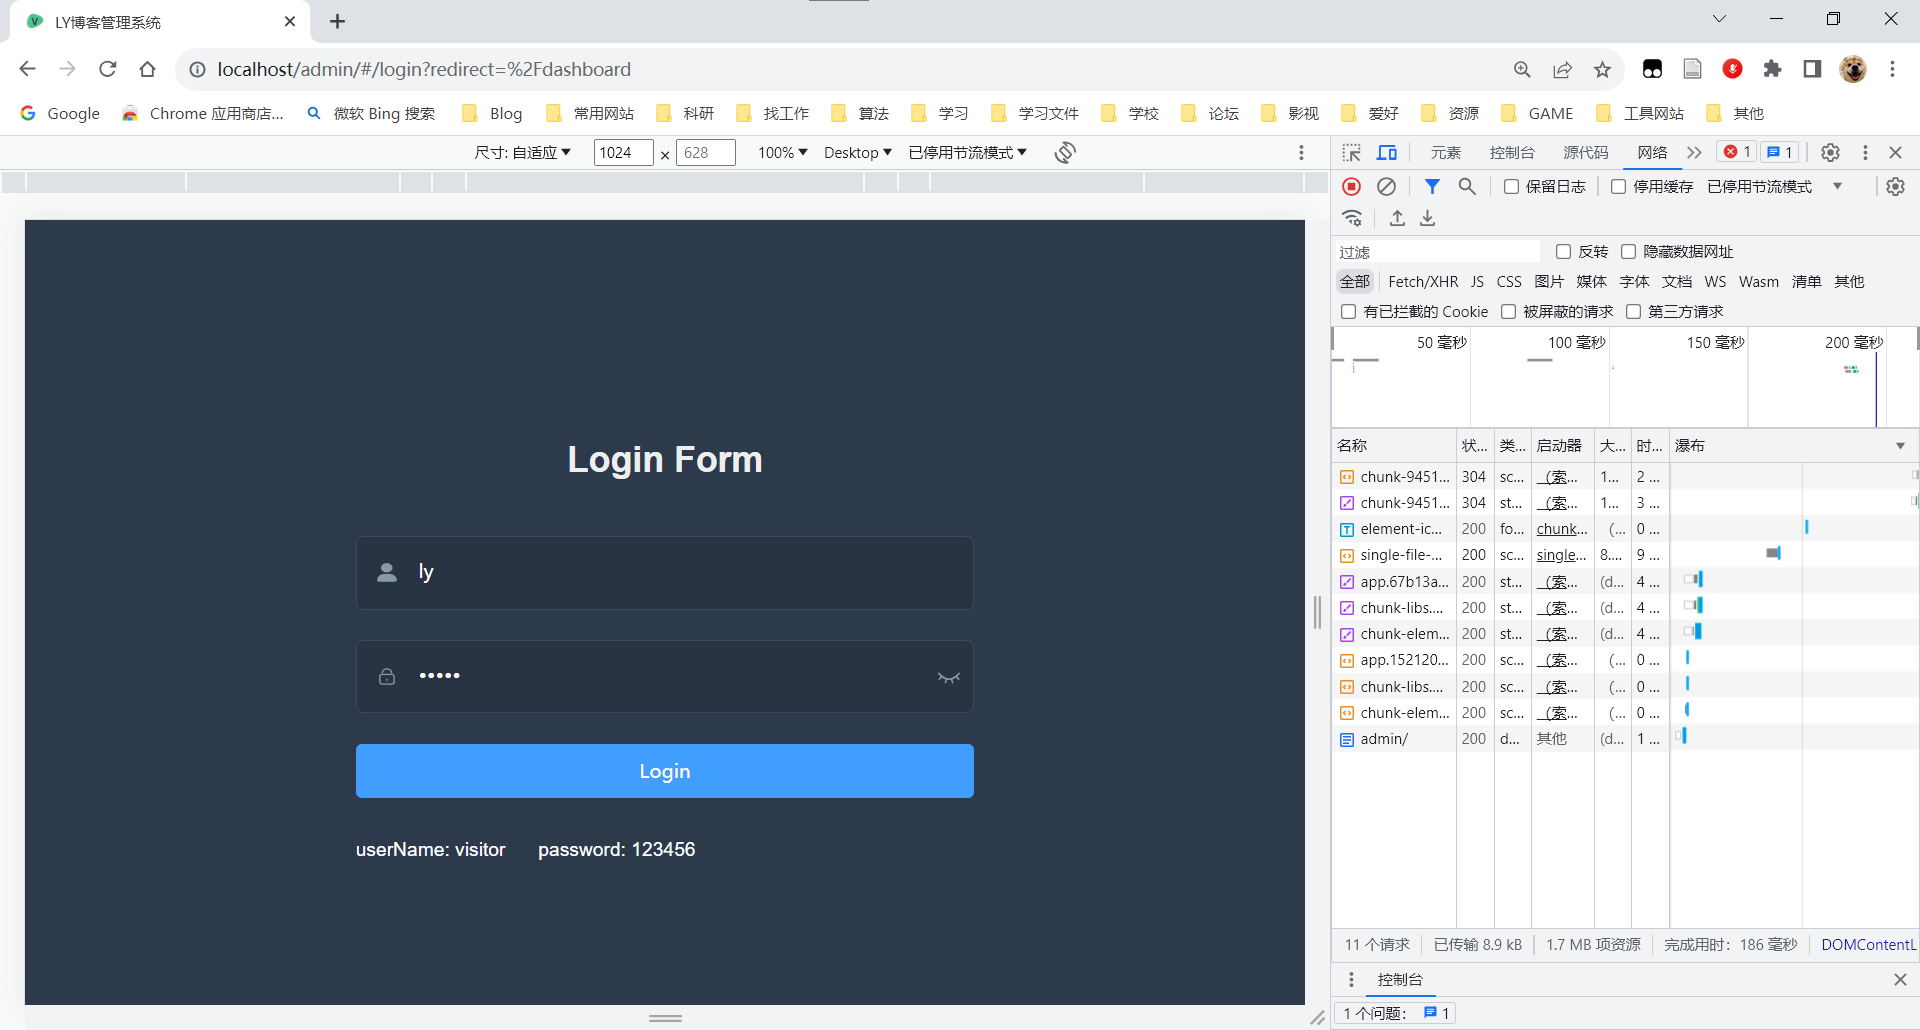 LY博客管理系统
localhost/admin/#/login?redirect=%2Fdashboard
Google Chrome 应用商店... 微软 Bing 搜索 Blog 常用网站 科研 找工作 算法 学习 学习文件 学校 论坛 影视 爱好 资源 GAME 工具网站 其他
尺寸: 自适应 1024 x 628 100% Desktop 已停用节流模式
元素 控制台 源代码 网络 1 1
保留日志 停用缓存 已停用节流模式
过滤 反转 隐藏数据网址
全部 Fetch/XHR JS CSS 图片 媒体 字体 文档 WS Wasm 清单 其他
有已拦截的 Cookie 被屏蔽的请求 第三方请求
50 毫秒 100 毫秒 150 毫秒 200 毫秒
名称 状... 类... 启动器 大... 时... 瀑布
chunk-9451... 304 sc... （索... 1... 2 ...
chunk-9451... 304 st... （索... 1... 3 ...
element-ic... 200 fo... chunk... (... 0 ...
single-file-... 200 sc... single... 8.... 9 ...
app.67b13a... 200 st... （索... (d... 4 ...
chunk-libs.... 200 st... （索... (d... 4 ...
chunk-elem... 200 st... （索... (d... 4 ...
app.152120... 200 sc... （索... (... 0 ...
chunk-libs.... 200 sc... （索... (... 0 ...
chunk-elem... 200 sc... （索... (... 0 ...
admin/ 200 d... 其他 (d... 1 ...
11 个请求 已传输 8.9 kB 1.7 MB 项资源 完成用时: 186 毫秒 DOMContentL
控制台
1 个问题: 1
Login Form
ly
•••••
Login
userName: visitor password: 123456